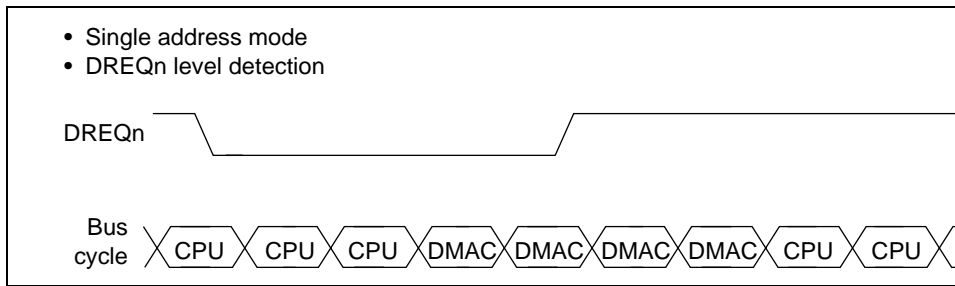 • Single address mode
• DREQn level detection
DREQn
Bus
cycle
CPU CPU CPU DMAC DMAC DMAC DMAC CPU CPU